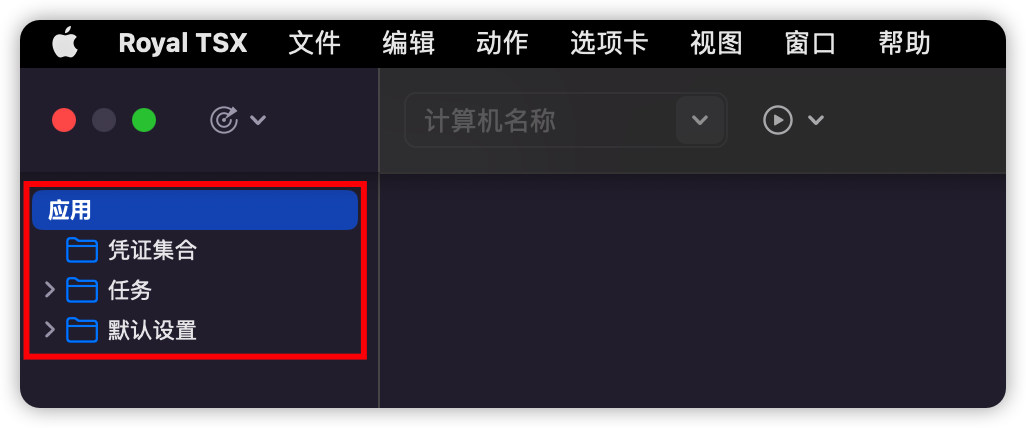 Royal TSX 文件 编辑 动作 选项卡 视图 窗口 帮助
计算机名称
应用
凭证集合
任务
默认设置